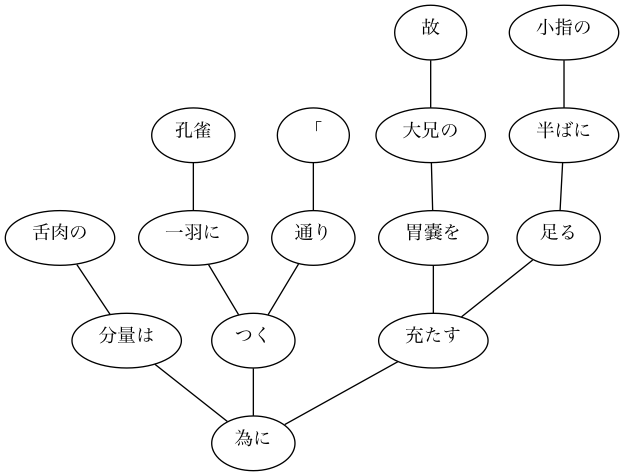 故
小指の
孔雀
「
大兄の
半ばに
舌肉の
一羽に
通り
胃嚢を
足る
分量は
つく
充たす
為に